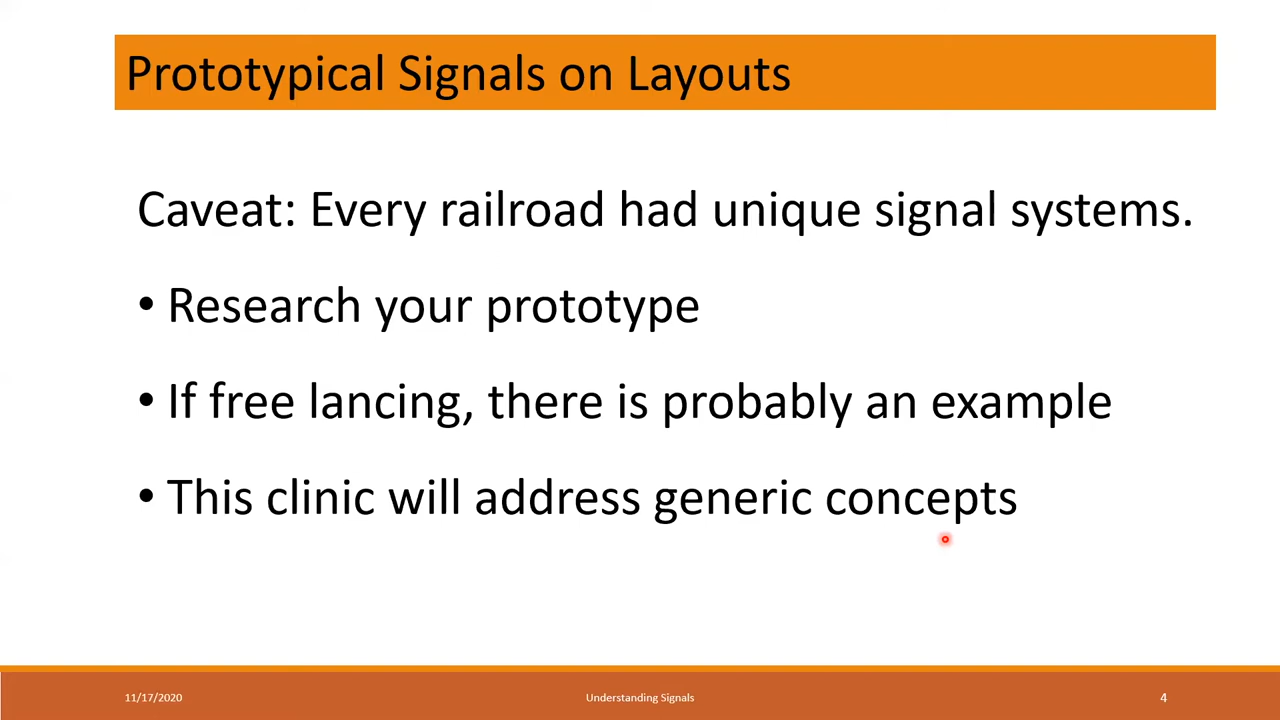 Prototypical Signals on Layouts
Caveat: Every railroad had unique signal systems.
• Research your prototype
• If free lancing, there is probably an example
• This clinic will address generic concepts
11/17/2020
Understanding Signals
4